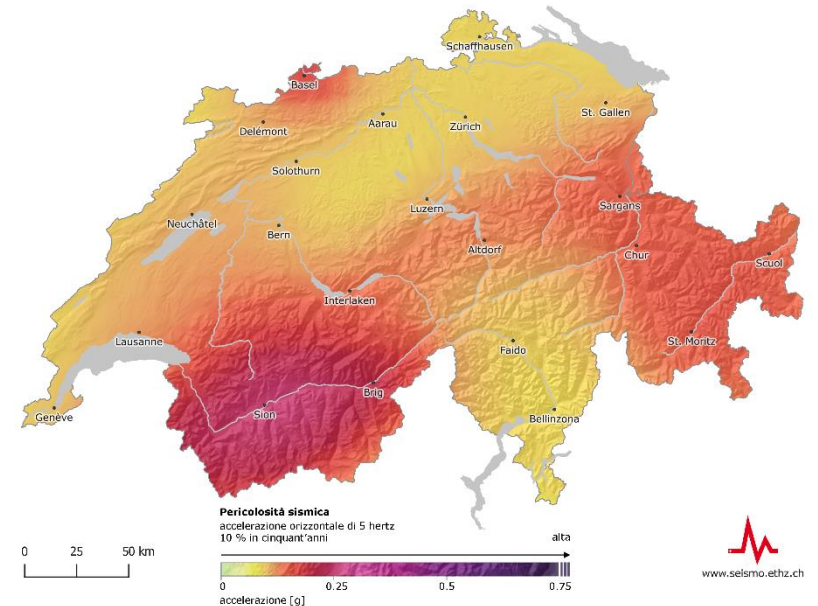 Schaffhausen
Basel
Delémont
Aarau
Zürich
St. Gallen
Solothurn
Luzern
Sargans
Neuchâtel
Bern
Altdorf
Chur
Scuol
Interlaken
Lausanne
Faido
St. Moritz
Genève
Sion
Brig
Bellinzona
Pericolosità sismica
accelerazione orizzontale di 5 hertz
10 % in cinquant'anni
alta
0 25 50 km
0 0.25 0.5 0.75
accelerazione [g]
www.seismo.ethz.ch